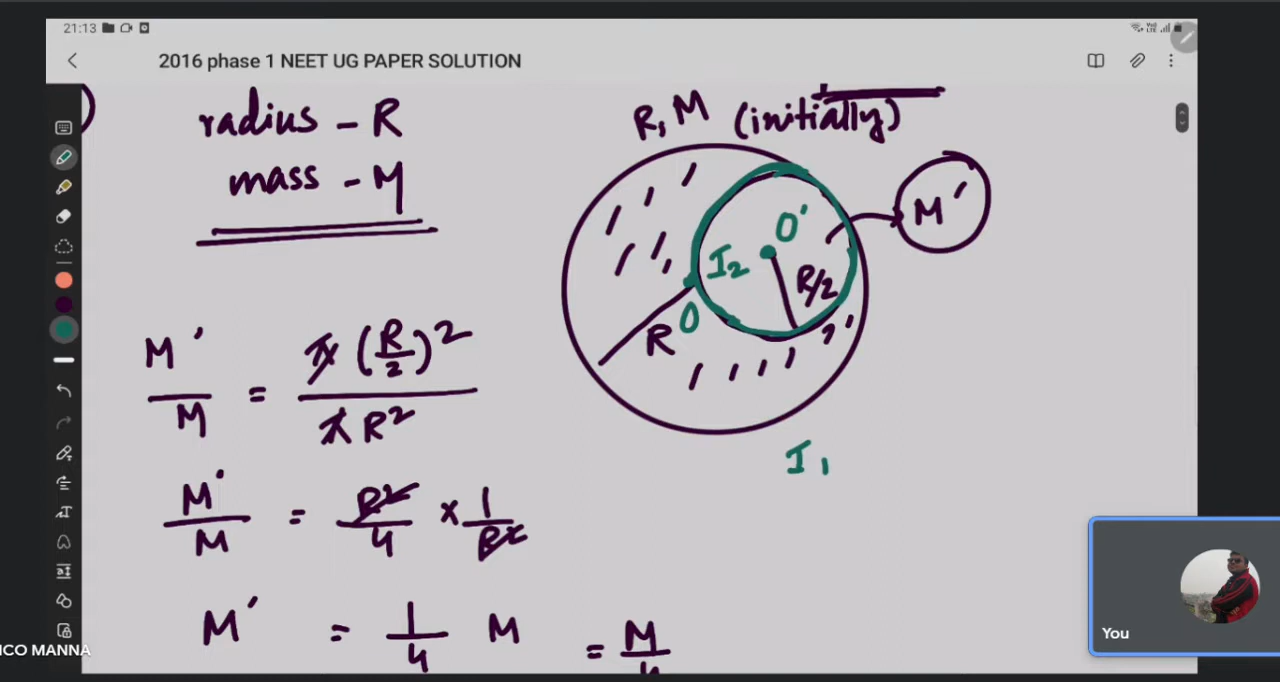 21:13
2016 phase 1 NEET UG PAPER SOLUTION
radius - R
mass - M
R, M (initially)
M'
O'
I₂
R/2
O
R
I₁
M'/M = π (R/2)² / π R²
M'/M = R²/4 × 1/R²
M' = 1/4 M = M/4
You
ICO MANNA